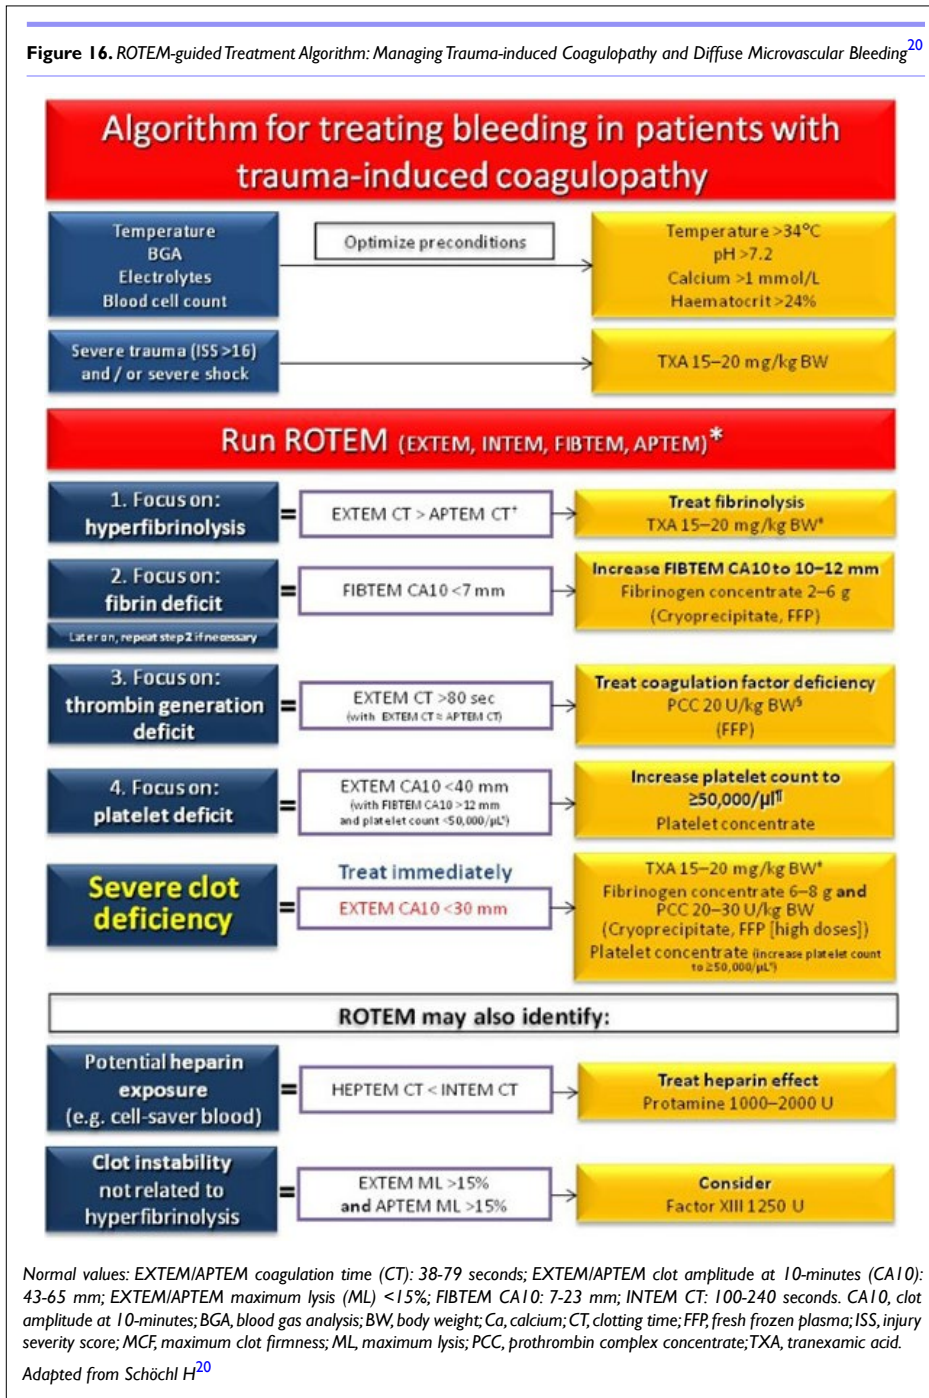 Figure 16. ROTEM-guided Treatment Algorithm: Managing Trauma-induced Coagulopathy and Diffuse Microvascular Bleeding20
Algorithm for treating bleeding in patients with
trauma-induced coagulopathy
Temperature
BGA
Electrolytes
Blood cell count
Optimize preconditions
Temperature >34°C
pH >7.2
Calcium >1 mmol/L
Haematocrit >24%
Severe trauma (ISS >16)
and / or severe shock
TXA 15–20 mg/kg BW
Run ROTEM (EXTEM, INTEM, FIBTEM, APTEM)*
1. Focus on:
hyperfibrinolysis
=
EXTEM CT > APTEM CT†
Treat fibrinolysis
TXA 15–20 mg/kg BW*
2. Focus on:
fibrin deficit
=
FIBTEM CA10 <7 mm
Increase FIBTEM CA10 to 10–12 mm
Fibrinogen concentrate 2–6 g
(Cryoprecipitate, FFP)
Later on, repeat step 2 if necessary
3. Focus on:
thrombin generation
deficit
=
EXTEM CT >80 sec
(with EXTEM CT ≈ APTEM CT)
Treat coagulation factor deficiency
PCC 20 U/kg BW§
(FFP)
4. Focus on:
platelet deficit
=
EXTEM CA10 <40 mm
(with FIBTEM CA10 >12 mm
and platelet count <50,000/µL*)
Increase platelet count to
≥50,000/µl¶
Platelet concentrate
Severe clot
deficiency
=
Treat immediately
EXTEM CA10 <30 mm
TXA 15–20 mg/kg BW*
Fibrinogen concentrate 6–8 g and
PCC 20–30 U/kg BW
(Cryoprecipitate, FFP [high doses])
Platelet concentrate (increase platelet count
to ≥50,000/µL*)
ROTEM may also identify:
Potential heparin
exposure
(e.g. cell-saver blood)
=
HEPTEM CT < INTEM CT
Treat heparin effect
Protamine 1000–2000 U
Clot instability
not related to
hyperfibrinolysis
=
EXTEM ML >15%
and APTEM ML >15%
Consider
Factor XIII 1250 U
Normal values: EXTEM/APTEM coagulation time (CT): 38-79 seconds; EXTEM/APTEM clot amplitude at 10-minutes (CA10):
43-65 mm; EXTEM/APTEM maximum lysis (ML) <15%; FIBTEM CA10: 7-23 mm; INTEM CT: 100-240 seconds. CA10, clot
amplitude at 10-minutes; BGA, blood gas analysis; BW, body weight; Ca, calcium; CT, clotting time; FFP, fresh frozen plasma; ISS, injury
severity score; MCF, maximum clot firmness; ML, maximum lysis; PCC, prothrombin complex concentrate; TXA, tranexamic acid.
Adapted from Schöchl H20